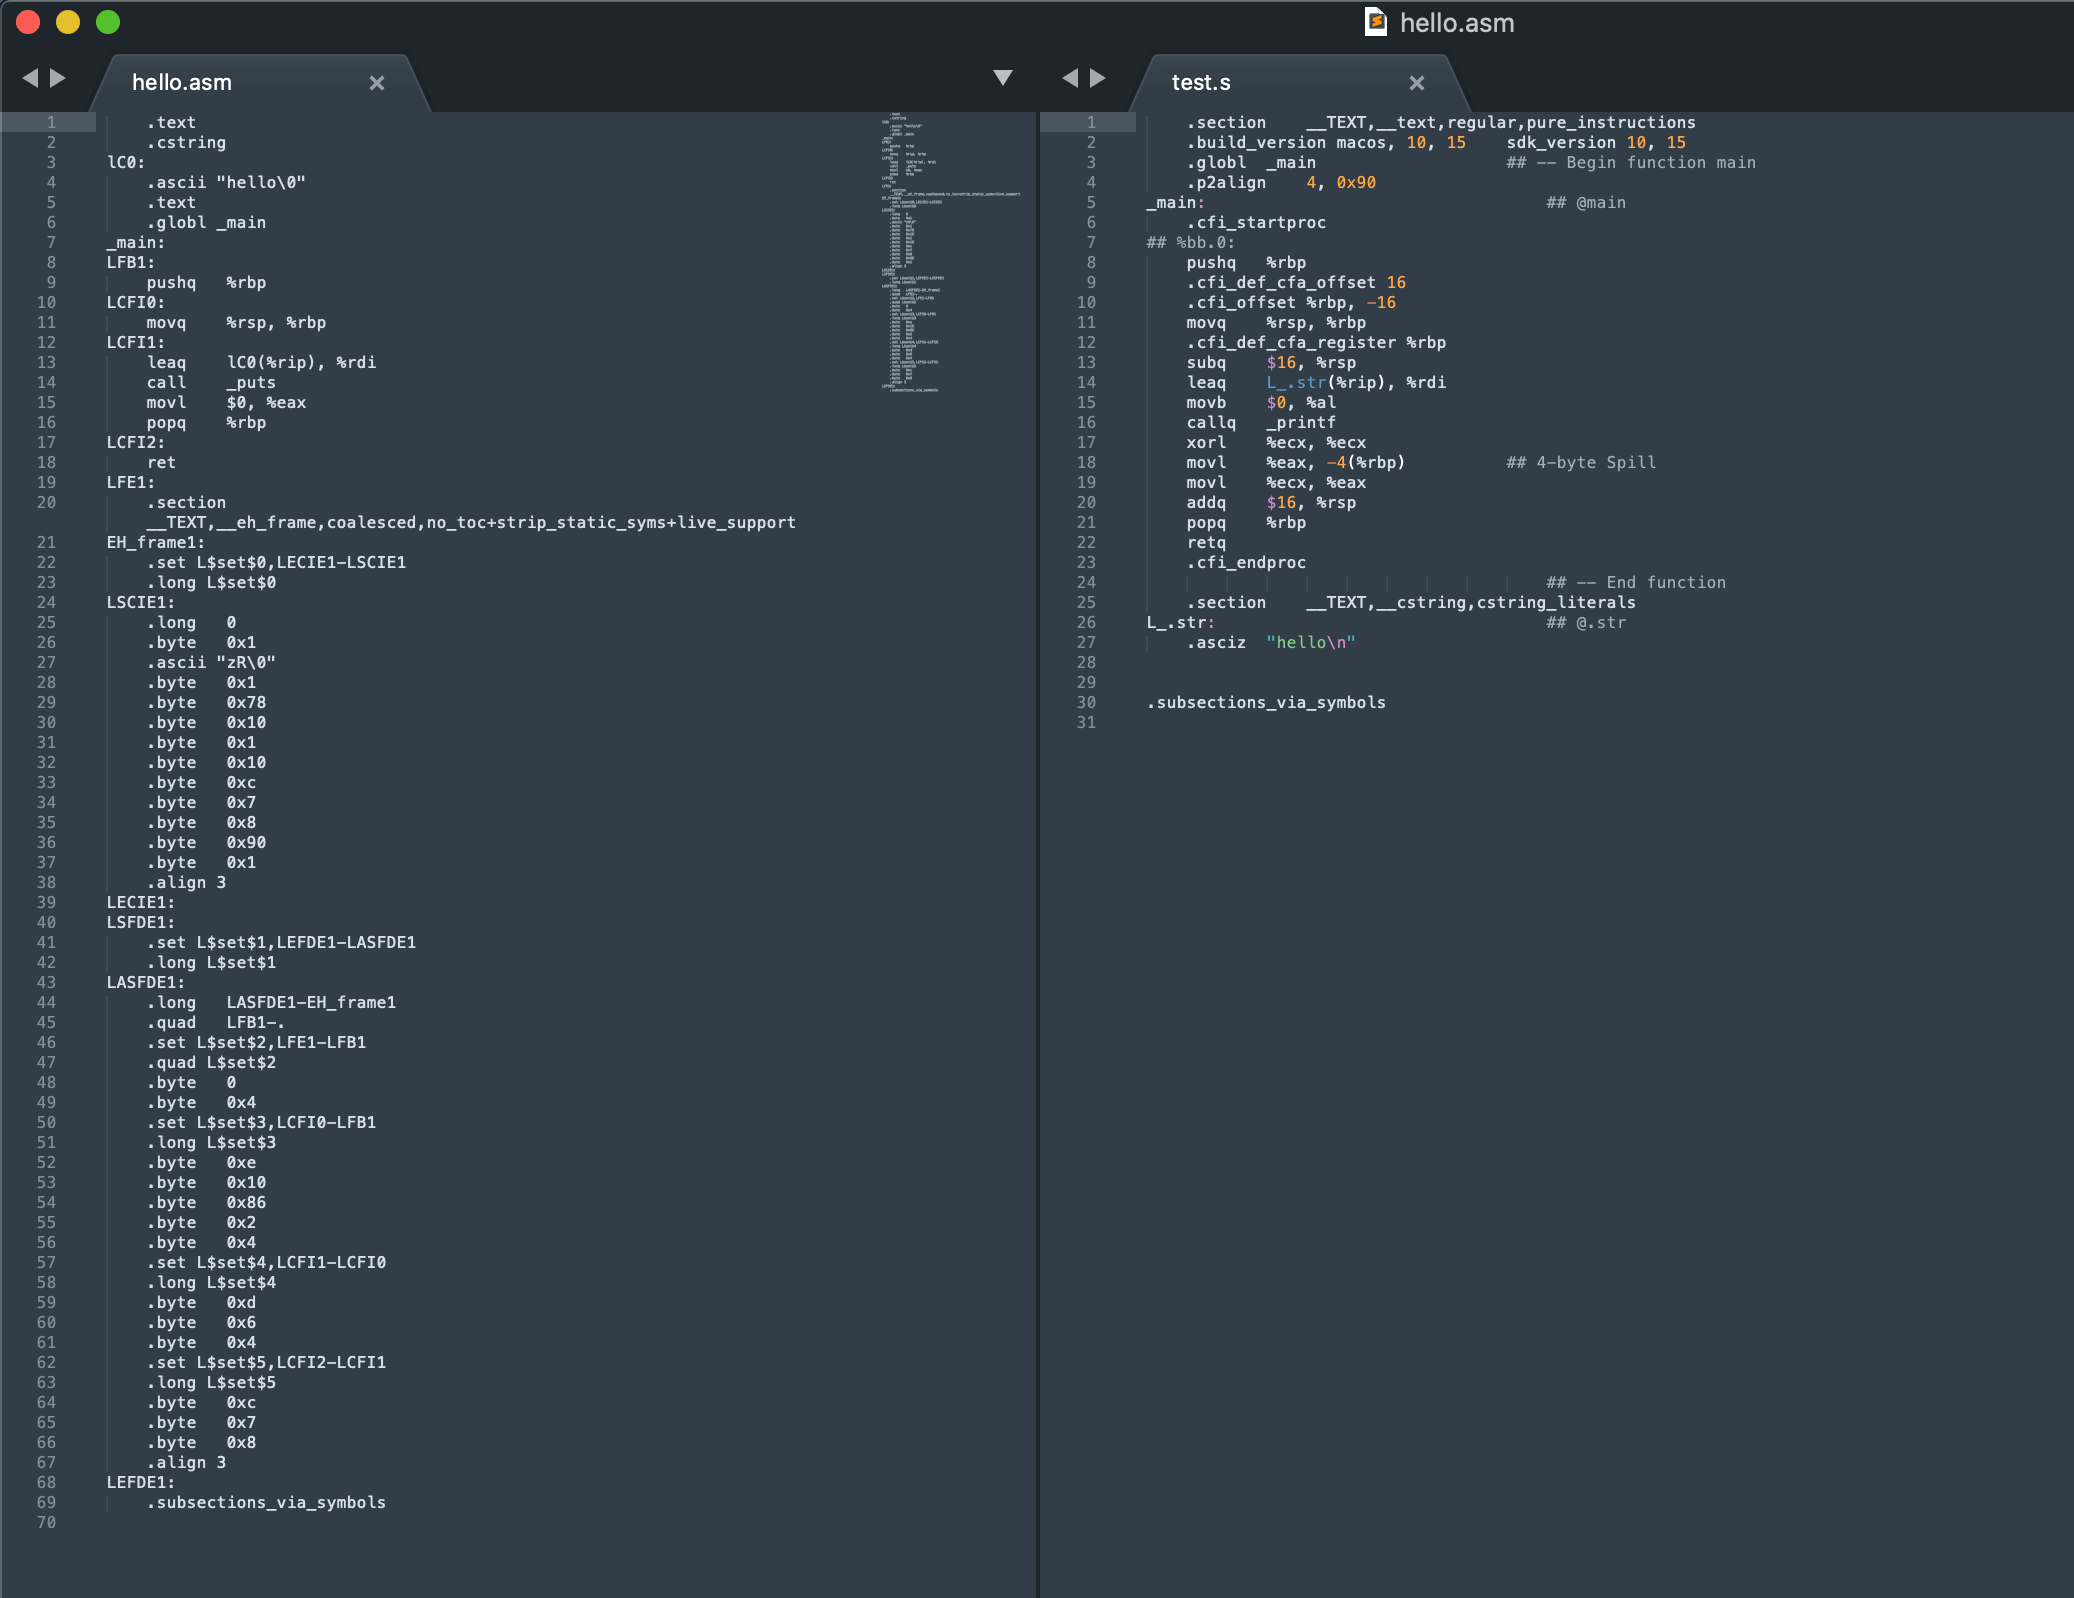 hello.asm
hello.asm
test.s
1 .text
2 .cstring
3 lC0:
4 .ascii "hello\0"
5 .text
6 .globl _main
7 _main:
8 LFB1:
9 pushq %rbp
10 LCFI0:
11 movq %rsp, %rbp
12 LCFI1:
13 leaq lC0(%rip), %rdi
14 call _puts
15 movl $0, %eax
16 popq %rbp
17 LCFI2:
18 ret
19 LFE1:
20 .section
__TEXT,__eh_frame,coalesced,no_toc+strip_static_syms+live_support
21 EH_frame1:
22 .set L$set$0,LECIE1-LSCIE1
23 .long L$set$0
24 LSCIE1:
25 .long 0
26 .byte 0x1
27 .ascii "zR\0"
28 .byte 0x1
29 .byte 0x78
30 .byte 0x10
31 .byte 0x1
32 .byte 0x10
33 .byte 0xc
34 .byte 0x7
35 .byte 0x8
36 .byte 0x90
37 .byte 0x1
38 .align 3
39 LECIE1:
40 LSFDE1:
41 .set L$set$1,LEFDE1-LASFDE1
42 .long L$set$1
43 LASFDE1:
44 .long LASFDE1-EH_frame1
45 .quad LFB1-.
46 .set L$set$2,LFE1-LFB1
47 .quad L$set$2
48 .byte 0
49 .byte 0x4
50 .set L$set$3,LCFI0-LFB1
51 .long L$set$3
52 .byte 0xe
53 .byte 0x10
54 .byte 0x86
55 .byte 0x2
56 .byte 0x4
57 .set L$set$4,LCFI1-LCFI0
58 .long L$set$4
59 .byte 0xd
60 .byte 0x6
61 .byte 0x4
62 .set L$set$5,LCFI2-LCFI1
63 .long L$set$5
64 .byte 0xc
65 .byte 0x7
66 .byte 0x8
67 .align 3
68 LEFDE1:
69 .subsections_via_symbols
70
1 .section __TEXT,__text,regular,pure_instructions
2 .build_version macos, 10, 15 sdk_version 10, 15
3 .globl _main ## -- Begin function main
4 .p2align 4, 0x90
5 _main: ## @main
6 .cfi_startproc
7 ## %bb.0:
8 pushq %rbp
9 .cfi_def_cfa_offset 16
10 .cfi_offset %rbp, -16
11 movq %rsp, %rbp
12 .cfi_def_cfa_register %rbp
13 subq $16, %rsp
14 leaq L_.str(%rip), %rdi
15 movb $0, %al
16 callq _printf
17 xorl %ecx, %ecx
18 movl %eax, -4(%rbp) ## 4-byte Spill
19 movl %ecx, %eax
20 addq $16, %rsp
21 popq %rbp
22 retq
23 .cfi_endproc
24 ## -- End function
25 .section __TEXT,__cstring,cstring_literals
26 L_.str: ## @.str
27 .asciz "hello\n"
28
29
30 .subsections_via_symbols
31